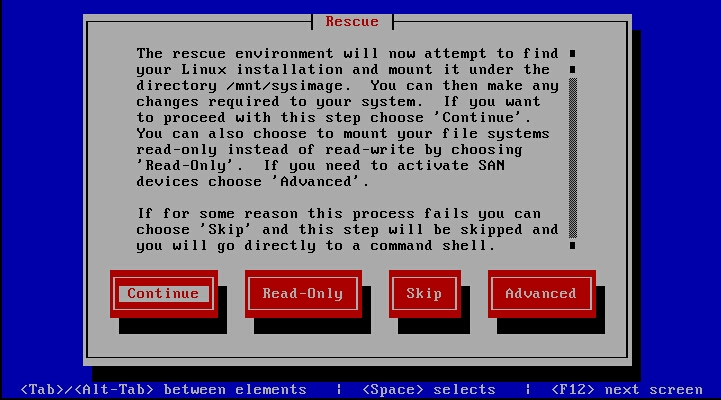 Rescue
The rescue environment will now attempt to find
your Linux installation and mount it under the
directory /mnt/sysimage.  You can then make any
changes required to your system.  If you want
to proceed with this step choose 'Continue'.
You can also choose to mount your file systems
read-only instead of read-write by choosing
'Read-Only'.  If you need to activate SAN
devices choose 'Advanced'.
If for some reason this process fails you can
choose 'Skip' and this step will be skipped and
you will go directly to a command shell.
Continue Read-Only Skip Advanced
<Tab>/<Alt-Tab> between elements | <Space> selects | <F12> next screen